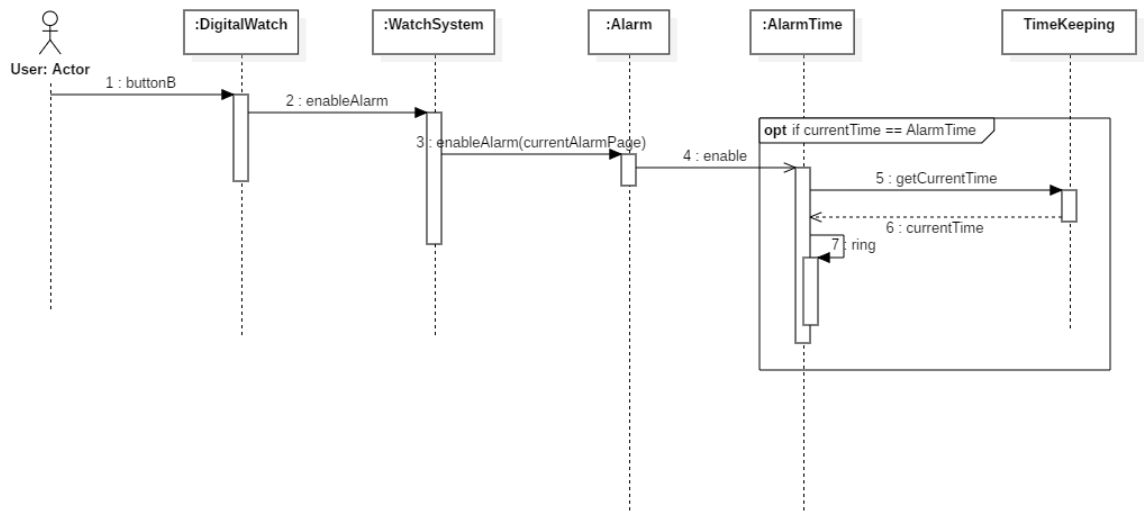 :DigitalWatch
:WatchSystem
:Alarm
:AlarmTime
TimeKeeping
User: Actor
1 : buttonB
2 : enableAlarm
opt if currentTime == AlarmTime
3 : enableAlarm(currentAlarmPage)
4 : enable
5 : getCurrentTime
6 : currentTime
7 : ring